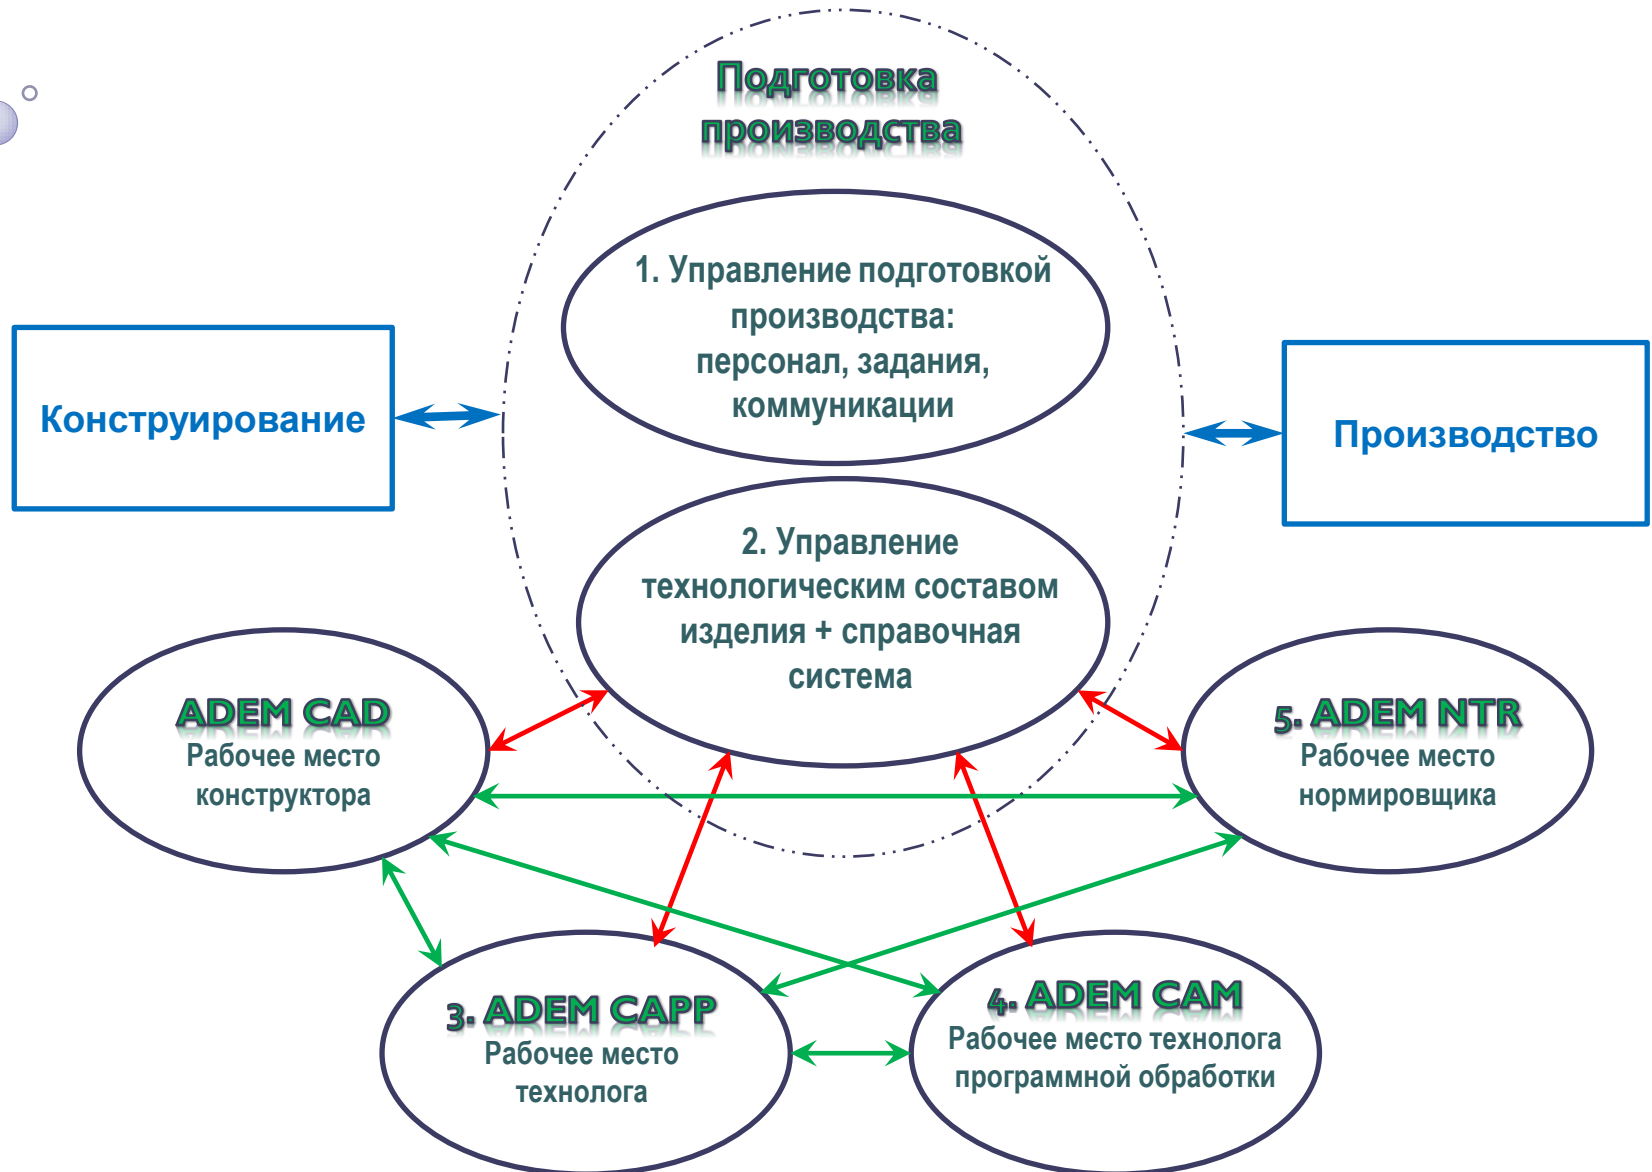 Подготовка
производства
1. Управление подготовкой
производства:
персонал, задания,
коммуникации
Конструирование
Производство
2. Управление
технологическим составом
изделия + справочная
система
ADEM CAD
Рабочее место
конструктора
5. ADEM NTR
Рабочее место
нормировщика
3. ADEM CAPP
Рабочее место
технолога
4. ADEM CAM
Рабочее место технолога
программной обработки